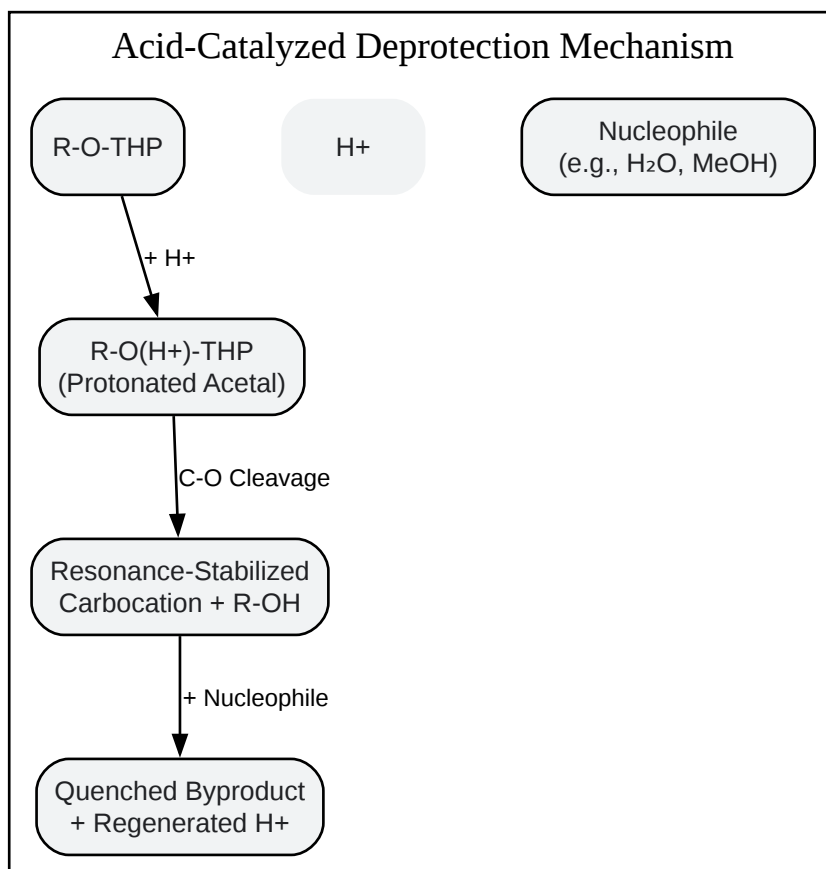 Acid-Catalyzed Deprotection Mechanism
R-O-THP
H+
Nucleophile
(e.g., H₂O, MeOH)
+ H+
R-O(H+)-THP
(Protonated Acetal)
C-O Cleavage
Resonance-Stabilized
Carbocation + R-OH
+ Nucleophile
Quenched Byproduct
+ Regenerated H+